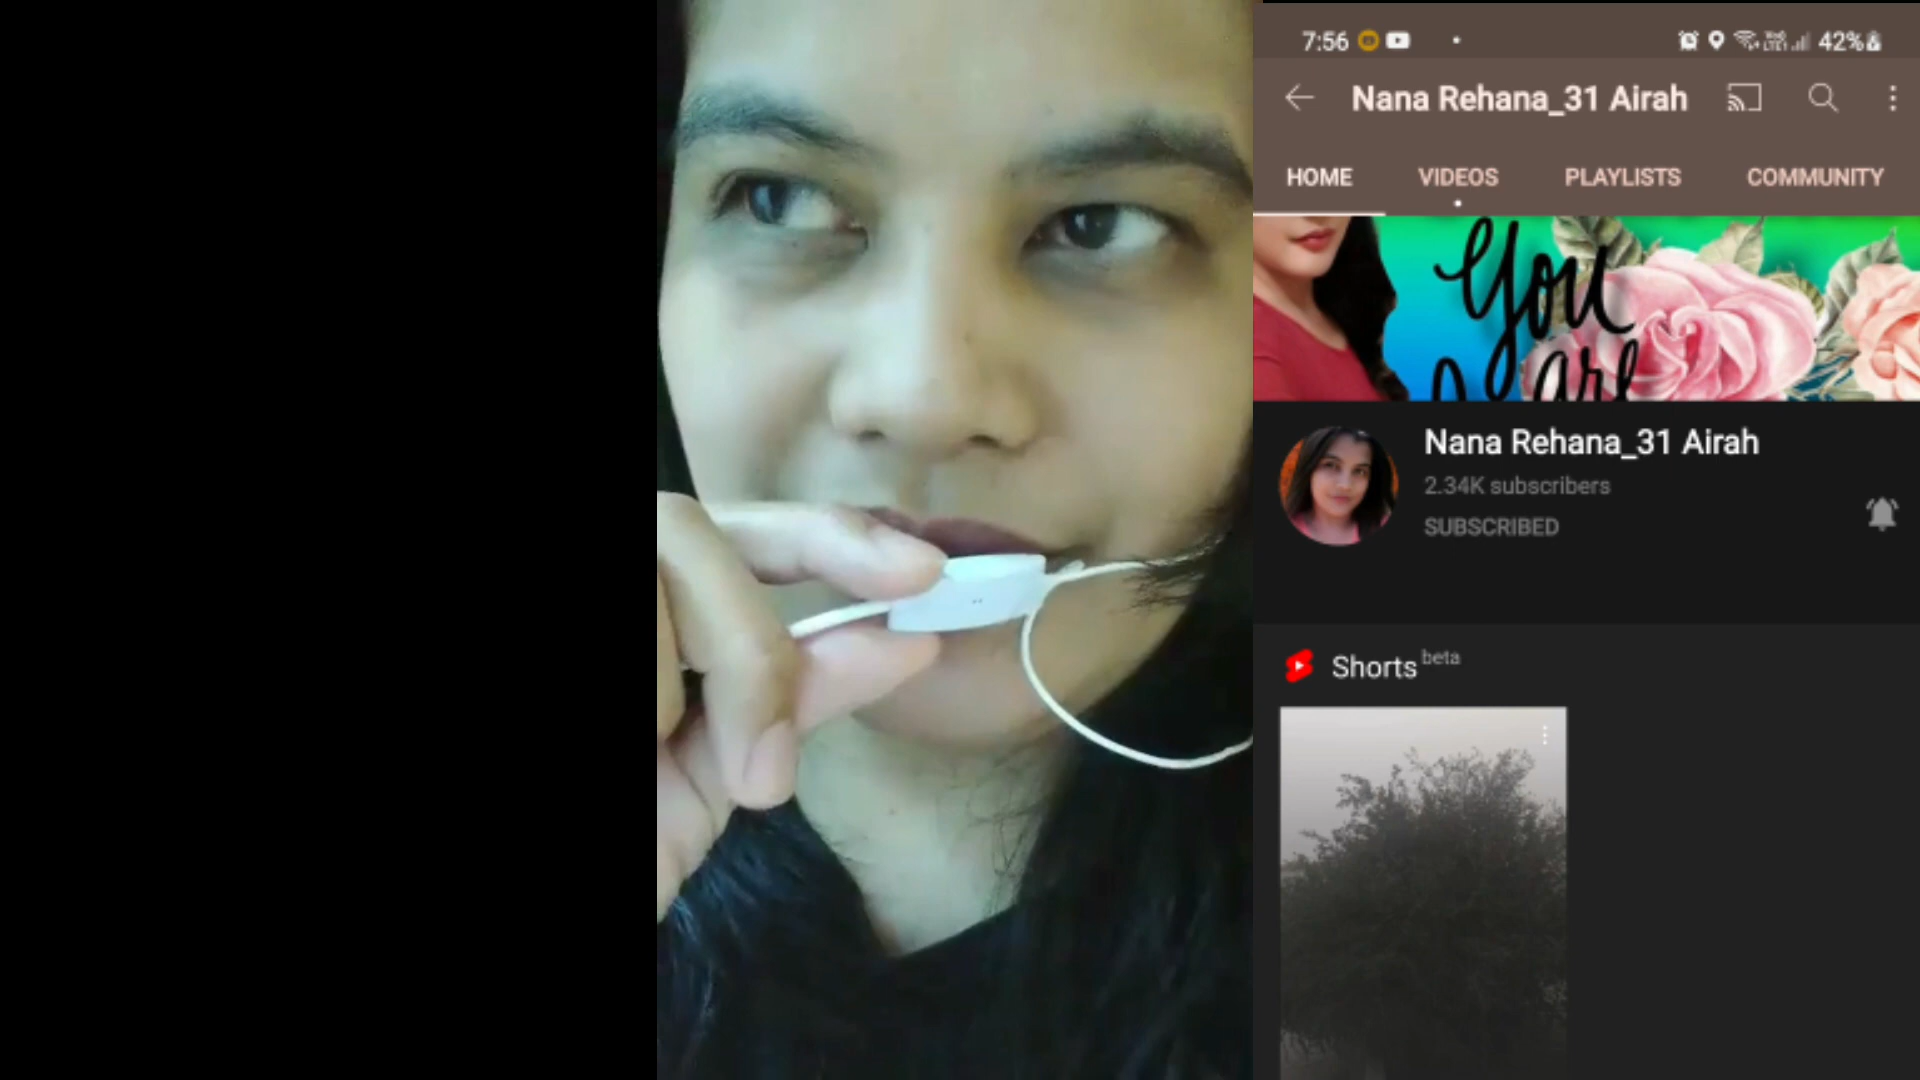 7:56
42%
Nana Rehana_31 Airah
HOME VIDEOS PLAYLISTS COMMUNITY
You
are
Nana Rehana_31 Airah
2.34K subscribers
SUBSCRIBED
Shorts beta